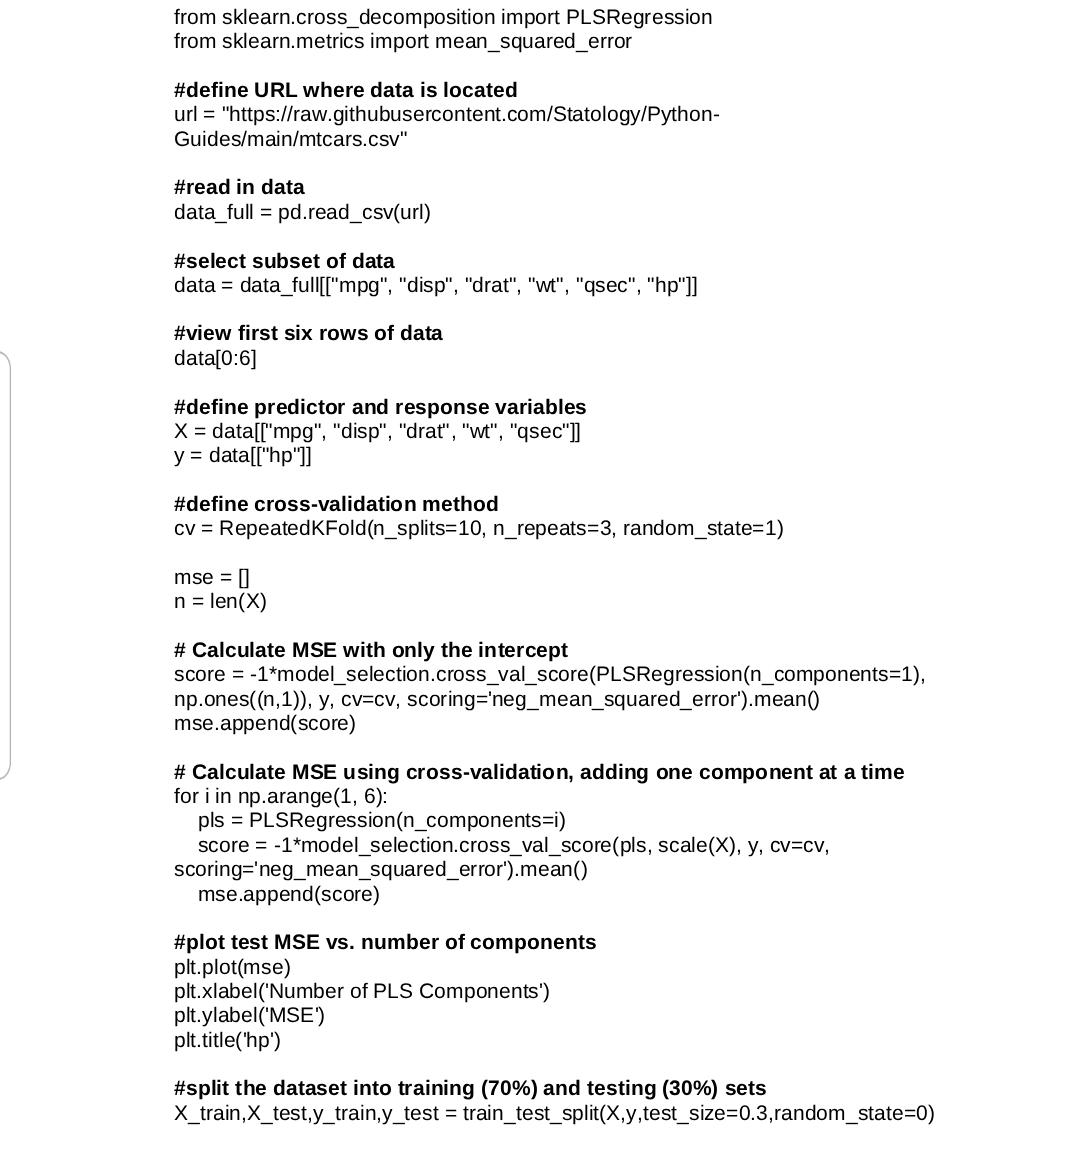 from sklearn.cross_decomposition import PLSRegression
from sklearn.metrics import mean_squared_error
#define URL where data is located
url = "https://raw.githubusercontent.com/Statology/Python-
Guides/main/mtcars.csv"
#read in data
data_full = pd.read_csv(url)
#select subset of data
data = data_full[["mpg", "disp", "drat", "wt", "qsec", "hp"]]
#view first six rows of data
data[0:6]
#define predictor and response variables
X = data[["mpg", "disp", "drat", "wt", "qsec"]]
y = data[["hp"]]
#define cross-validation method
cv = RepeatedKFold(n_splits=10, n_repeats=3, random_state=1)
mse = []
n = len(X)
# Calculate MSE with only the intercept
score = -1*model_selection.cross_val_score(PLSRegression(n_components=1),
np.ones((n,1)), y, cv=cv, scoring='neg_mean_squared_error').mean()
mse.append(score)
# Calculate MSE using cross-validation, adding one component at a time
for i in np.arange(1, 6):
    pls = PLSRegression(n_components=i)
    score = -1*model_selection.cross_val_score(pls, scale(X), y, cv=cv,
scoring='neg_mean_squared_error').mean()
    mse.append(score)
#plot test MSE vs. number of components
plt.plot(mse)
plt.xlabel('Number of PLS Components')
plt.ylabel('MSE')
plt.title('hp')
#split the dataset into training (70%) and testing (30%) sets
X_train,X_test,y_train,y_test = train_test_split(X,y,test_size=0.3,random_state=0)